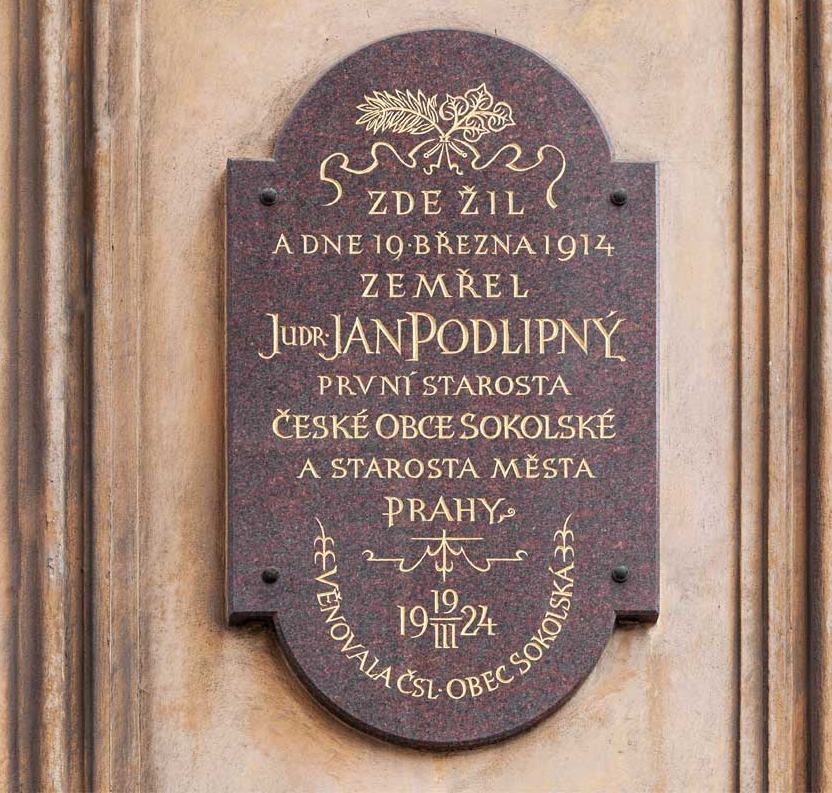 ZDE ŽIL
A DNE 19·BŘEZNA 1914
ZEMŘEL
JUDR·JAN PODLIPNÝ
PRVNÍ STAROSTA
ČESKÉ OBCE SOKOLSKÉ
A STAROSTA MĚSTA
PRAHY
19 19/III 24
VĚNOVALA ČSL·OBEC SOKOLSKÁ